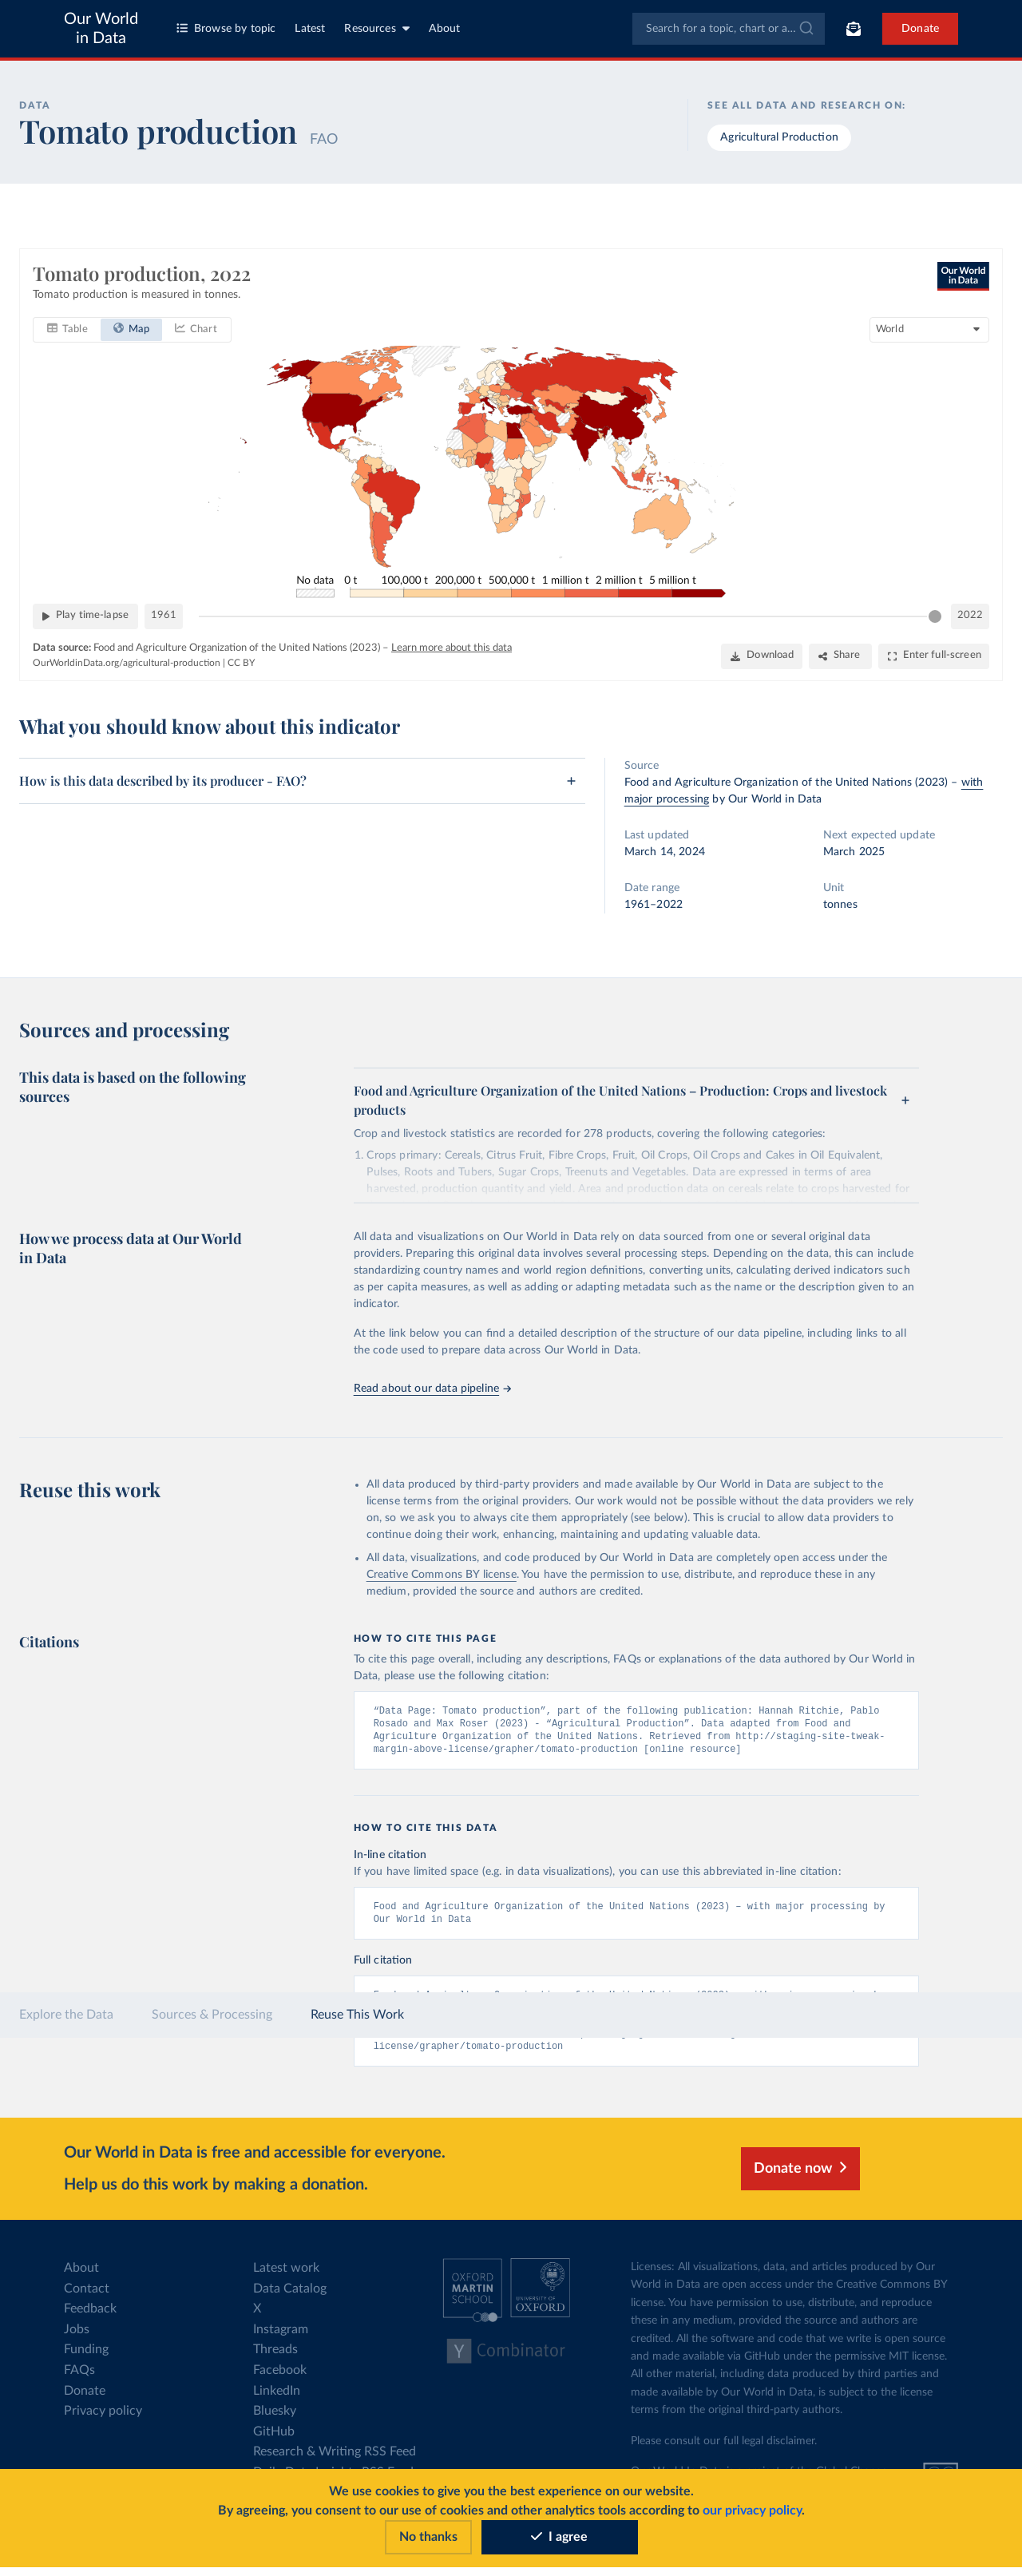 Our World
in Data
Browse by topic
Latest
Resources
About
Search for a topic, chart or a...
Donate
DATA
Tomato production FAO
SEE ALL DATA AND RESEARCH ON:
Agricultural Production
Tomato production, 2022
Tomato production is measured in tonnes.
Our World
in Data
Table
Map
Chart
World
No data
0 t
100,000 t
200,000 t
500,000 t
1 million t
2 million t
5 million t
Play time-lapse
1961
2022
Data source: Food and Agriculture Organization of the United Nations (2023) – Learn more about this data
OurWorldinData.org/agricultural-production | CC BY
Download
Share
Enter full-screen
What you should know about this indicator
How is this data described by its producer - FAO?
Source
Food and Agriculture Organization of the United Nations (2023) – with
major processing by Our World in Data
Last updated
March 14, 2024
Next expected update
March 2025
Date range
1961–2022
Unit
tonnes
Sources and processing
This data is based on the following
sources
Food and Agriculture Organization of the United Nations – Production: Crops and livestock
products
Crop and livestock statistics are recorded for 278 products, covering the following categories:
1. Crops primary: Cereals, Citrus Fruit, Fibre Crops, Fruit, Oil Crops, Oil Crops and Cakes in Oil Equivalent,
Pulses, Roots and Tubers, Sugar Crops, Treenuts and Vegetables. Data are expressed in terms of area
harvested, production quantity and yield. Area and production data on cereals relate to crops harvested for
How we process data at Our World
in Data
All data and visualizations on Our World in Data rely on data sourced from one or several original data
providers. Preparing this original data involves several processing steps. Depending on the data, this can include
standardizing country names and world region definitions, converting units, calculating derived indicators such
as per capita measures, as well as adding or adapting metadata such as the name or the description given to an
indicator.
At the link below you can find a detailed description of the structure of our data pipeline, including links to all
the code used to prepare data across Our World in Data.
Read about our data pipeline →
Reuse this work
• All data produced by third-party providers and made available by Our World in Data are subject to the
license terms from the original providers. Our work would not be possible without the data providers we rely
on, so we ask you to always cite them appropriately (see below). This is crucial to allow data providers to
continue doing their work, enhancing, maintaining and updating valuable data.
• All data, visualizations, and code produced by Our World in Data are completely open access under the
Creative Commons BY license. You have the permission to use, distribute, and reproduce these in any
medium, provided the source and authors are credited.
Citations
HOW TO CITE THIS PAGE
To cite this page overall, including any descriptions, FAQs or explanations of the data authored by Our World in
Data, please use the following citation:
“Data Page: Tomato production”, part of the following publication: Hannah Ritchie, Pablo
Rosado and Max Roser (2023) - “Agricultural Production”. Data adapted from Food and
Agriculture Organization of the United Nations. Retrieved from http://staging-site-tweak-
margin-above-license/grapher/tomato-production [online resource]
HOW TO CITE THIS DATA
In-line citation
If you have limited space (e.g. in data visualizations), you can use this abbreviated in-line citation:
Food and Agriculture Organization of the United Nations (2023) – with major processing by
Our World in Data
Full citation
Explore the Data
Sources & Processing
Reuse This Work
license/grapher/tomato-production
Our World in Data is free and accessible for everyone.
Help us do this work by making a donation.
Donate now
About
Contact
Feedback
Jobs
Funding
FAQs
Donate
Privacy policy
Latest work
Data Catalog
X
Instagram
Threads
Facebook
LinkedIn
Bluesky
GitHub
Research & Writing RSS Feed
OXFORD
MARTIN
SCHOOL
UNIVERSITY OF
OXFORD
Y Combinator
Licenses: All visualizations, data, and articles produced by Our
World in Data are open access under the Creative Commons BY
license. You have permission to use, distribute, and reproduce
these in any medium, provided the source and authors are
credited. All the software and code that we write is open source
and made available via GitHub under the permissive MIT license.
All other material, including data produced by third parties and
made available by Our World in Data, is subject to the license
terms from the original third-party authors.
Please consult our full legal disclaimer.
We use cookies to give you the best experience on our website.
By agreeing, you consent to our use of cookies and other analytics tools according to our privacy policy.
No thanks
I agree